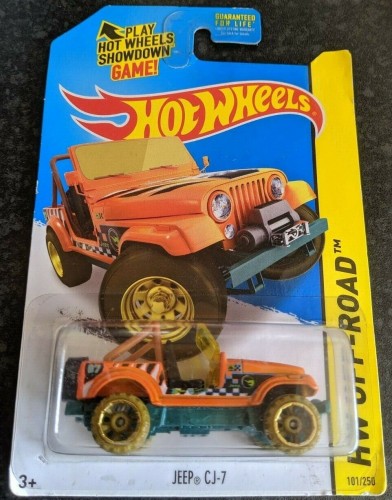 PLAY
HOT WHEELS
SHOWDOWN
GAME!
GUARANTEED
FOR LIFE
HOT WHEELS
HW OFF-ROAD™
87
3+
JEEP® CJ-7
101/250